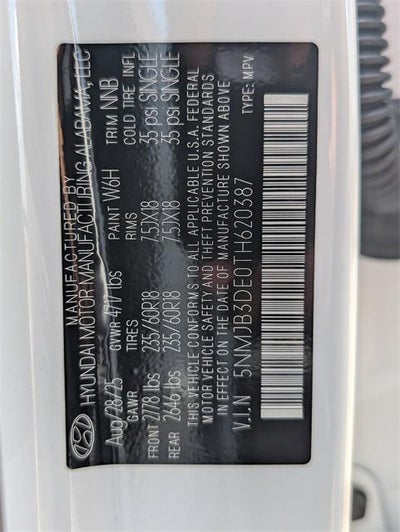 MANUFACTURED BY
HYUNDAI MOTOR MANUFACTURING ALABAMA, LLC
Aug/28/25 GVWR 4717 lbs PAINT W6H TRIM NNB
GAWR TIRES RIMS COLD TIRE INFL
FRONT 2778 lbs 235/60R18 7.5JX18 35 psi SINGLE
REAR 2646 lbs 235/60R18 7.5JX18 35 psi SINGLE
THIS VEHICLE CONFORMS TO ALL APPLICABLE U.S.A. FEDERAL
MOTOR VEHICLE SAFETY AND THEFT PREVENTION STANDARDS
IN EFFECT ON THE DATE OF MANUFACTURE SHOWN ABOVE
V.I.N 5NMJB3DE0TH620387 TYPE: MPV